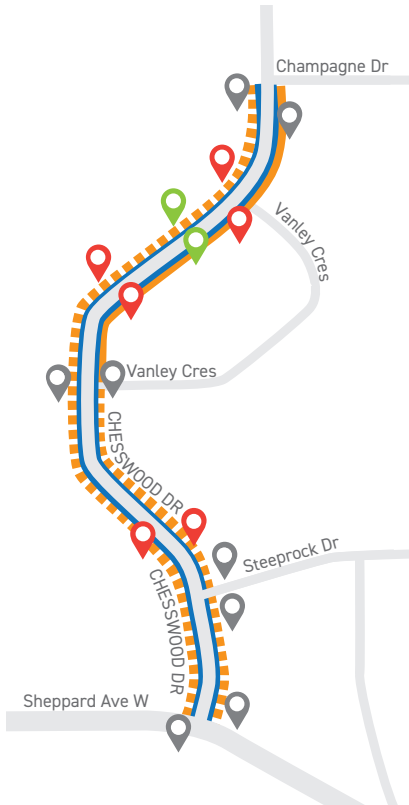 Champagne Dr
Vanley Cres
Vanley Cres
CHESSWOOD DR
Steeprock Dr
CHESSWOOD DR
Sheppard Ave W